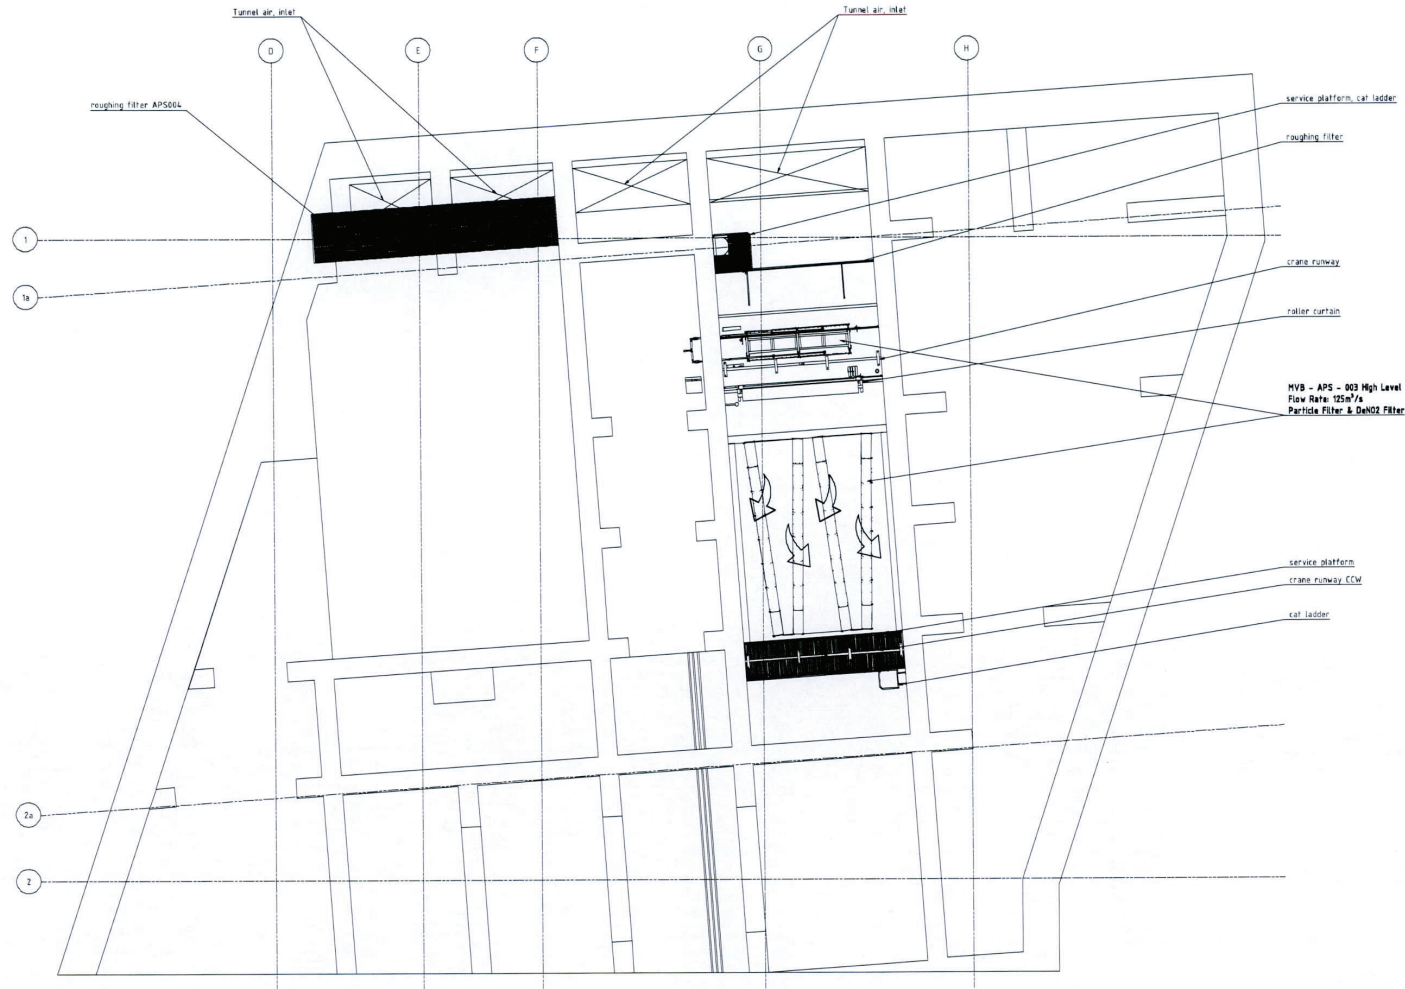 Tunnel air, inlet
Tunnel air, inlet
D
E
F
G
H
roughing filter APS004
service platform, cat ladder
roughing filter
1
1a
crane runway
roller curtain
MVB - APS - 003 High Level
Flow Rate: 125m³/s
Particle Filter & DeNO2 Filter
service platform
crane runway CCW
cat ladder
2a
2